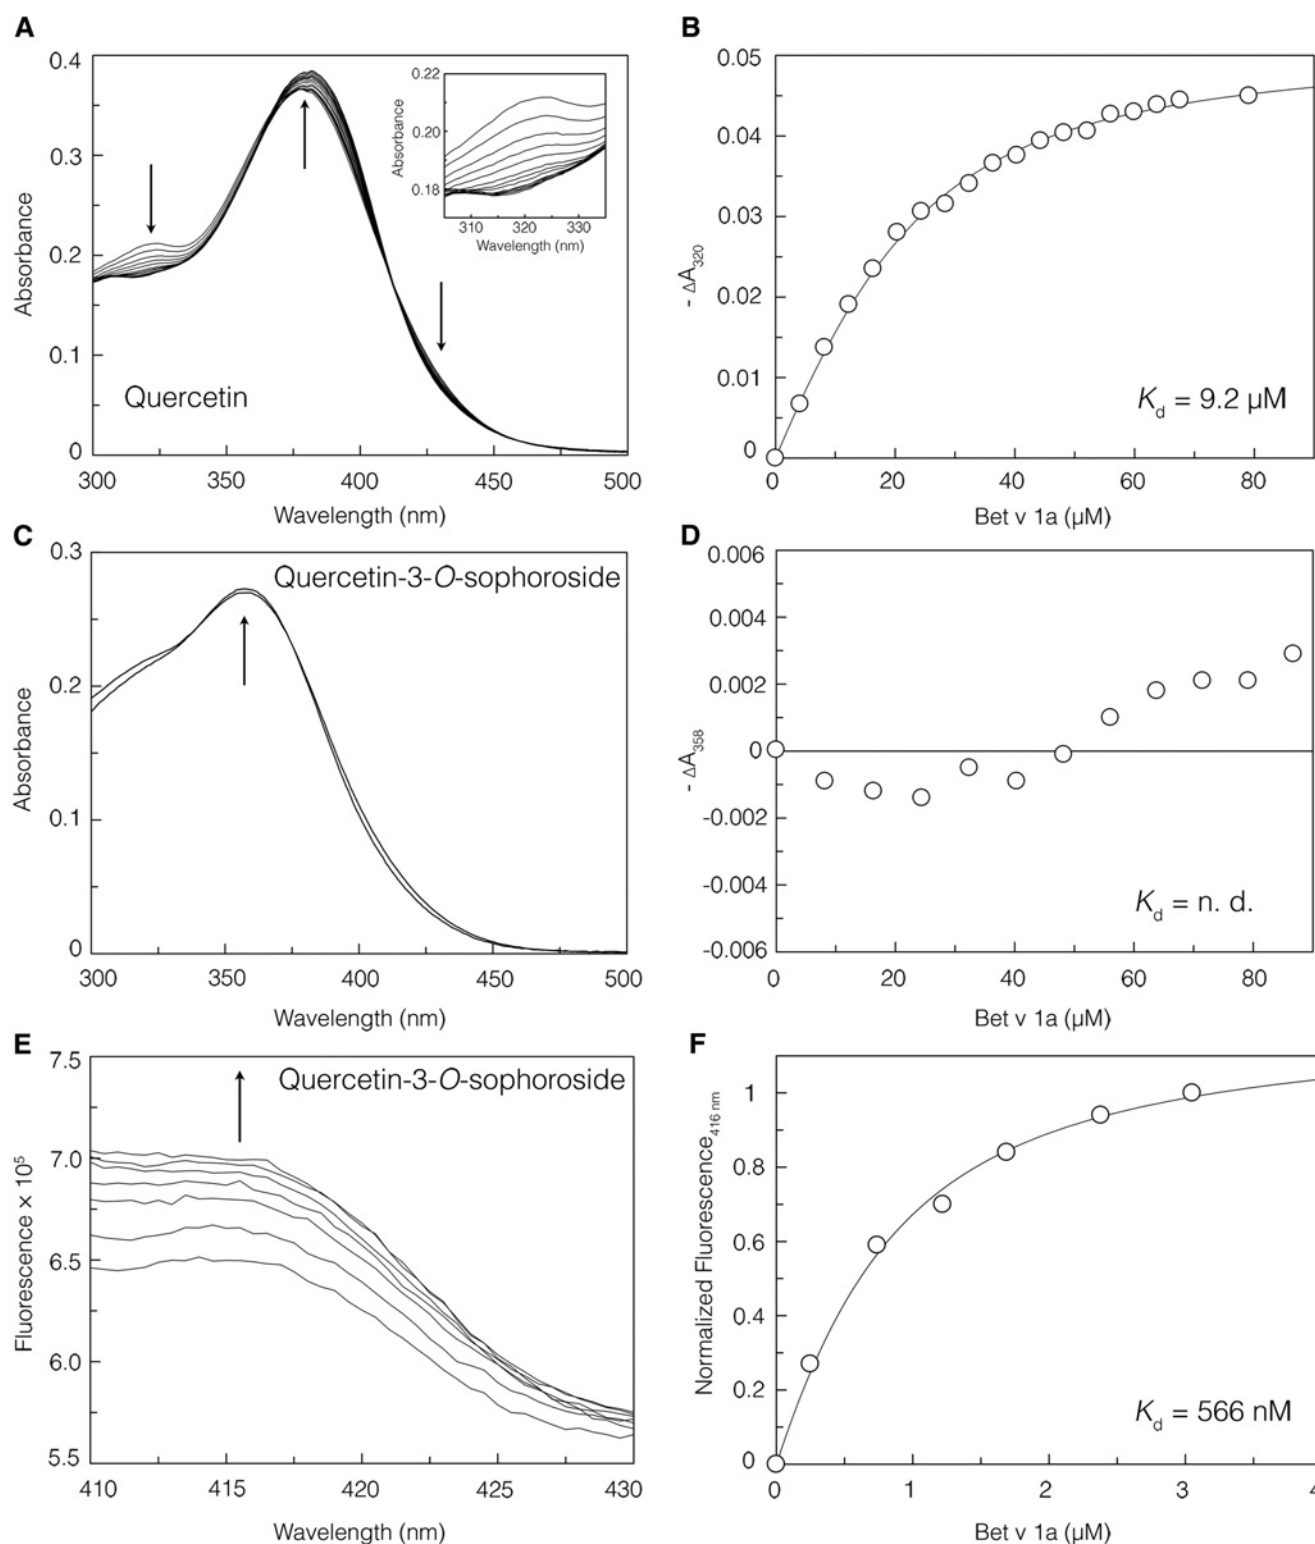 A
0.4
0.3
0.2
0.1
0
Absorbance
300
350
400
450
500
Wavelength (nm)
Quercetin
0.22
0.20
0.18
Absorbance
310
320
330
Wavelength (nm)
B
0.05
0.04
0.03
0.02
0.01
0
- ΔA320
0
20
40
60
80
Bet v 1a (µM)
Kd = 9.2 µM
C
0.3
0.2
0.1
0
Absorbance
300
350
400
450
500
Wavelength (nm)
Quercetin-3-O-sophoroside
D
0.006
0.004
0.002
0
-0.002
-0.004
-0.006
- ΔA358
0
20
40
60
80
Bet v 1a (µM)
Kd = n. d.
E
7.5
7.0
6.5
6.0
5.5
Fluorescence × 10⁵
410
415
420
425
430
Wavelength (nm)
Quercetin-3-O-sophoroside
F
1
0.8
0.6
0.4
0.2
0
Normalized Fluorescence416 nm
0
1
2
3
4
Bet v 1a (µM)
Kd = 566 nM